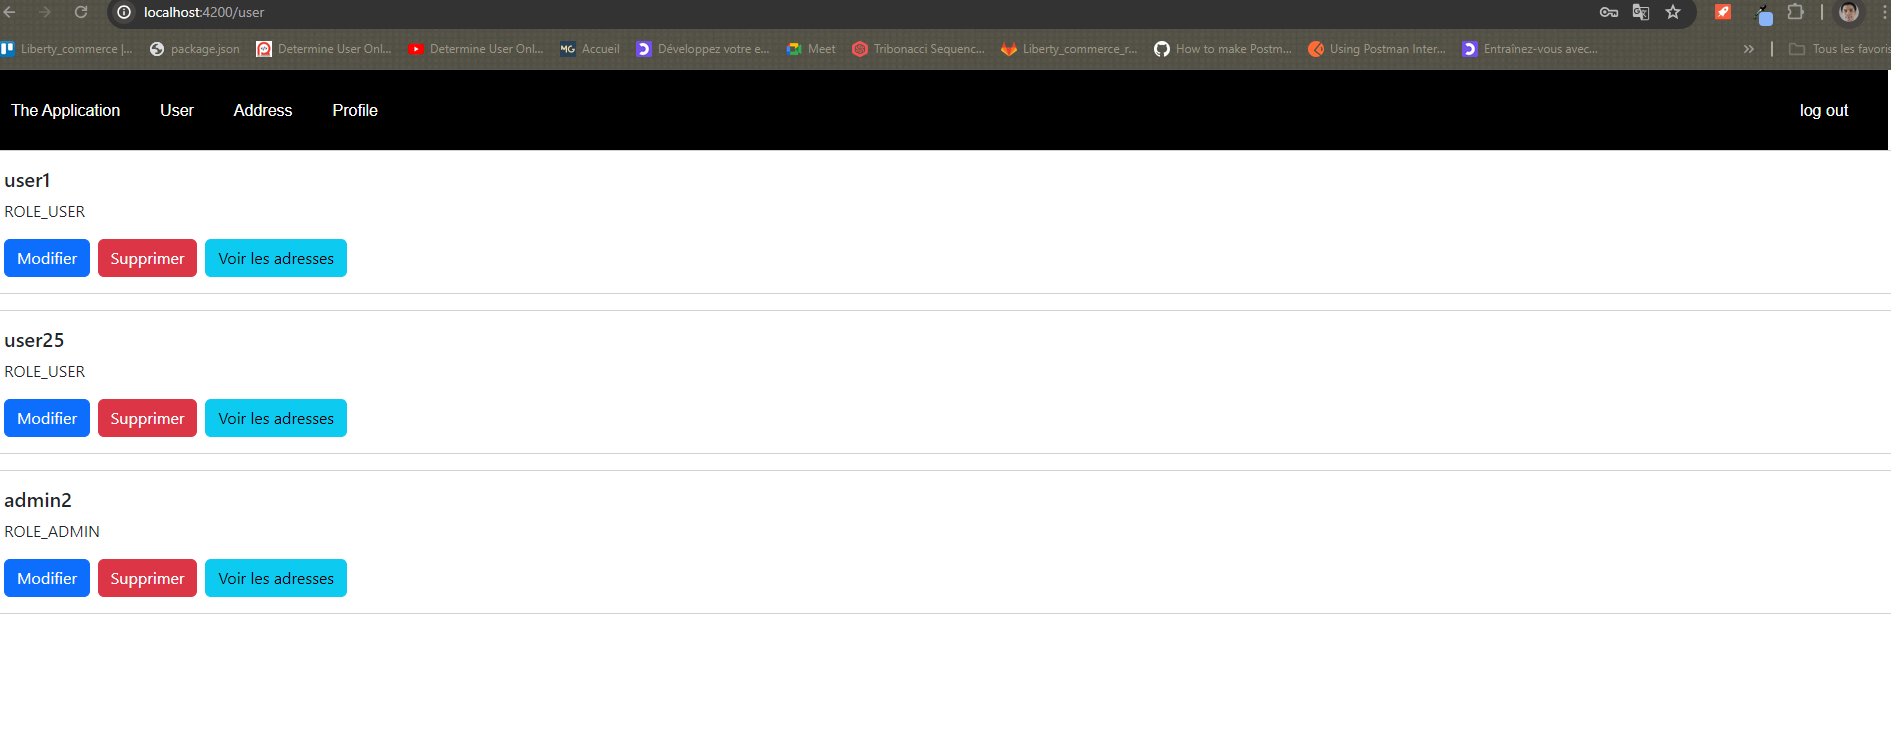 localhost:4200/user
Liberty_commerce |... package.json Determine User Onl... Determine User Onl... MG Accueil Développez votre e... Meet Tribonacci Sequenc... Liberty_commerce_r... How to make Postm... Using Postman Inter... Entraînez-vous avec... » Tous les favoris
The Application User Address Profile log out
user1
ROLE_USER
Modifier Supprimer Voir les adresses
user25
ROLE_USER
Modifier Supprimer Voir les adresses
admin2
ROLE_ADMIN
Modifier Supprimer Voir les adresses